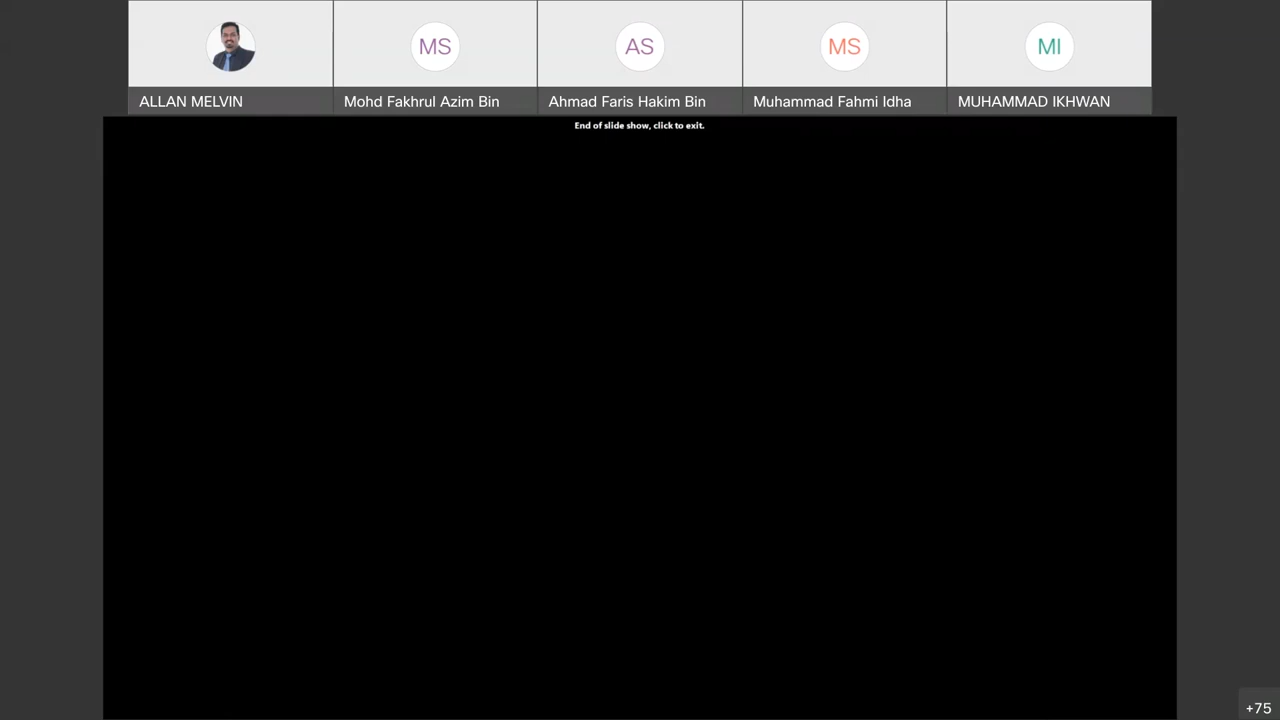 MS
AS
MS
MI
ALLAN MELVIN
Mohd Fakhrul Azim Bin
Ahmad Faris Hakim Bin
Muhammad Fahmi Idha
MUHAMMAD IKHWAN
End of slide show, click to exit.
+75